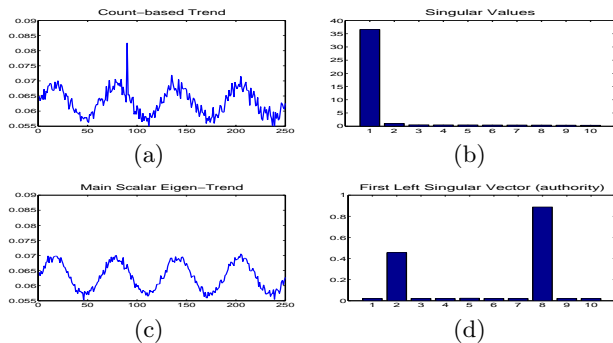 Count-based Trend
0.09
0.085
0.08
0.075
0.07
0.065
0.06
0.055
0 50 100 150 200 250
(a)
Singular Values
40
35
30
25
20
15
10
5
0
1 2 3 4 5 6 7 8 9 10
(b)
Main Scalar Eigen-Trend
0.09
0.085
0.08
0.075
0.07
0.065
0.06
0.055
0 50 100 150 200 250
(c)
First Left Singular Vector (authority)
1
0.8
0.6
0.4
0.2
0
1 2 3 4 5 6 7 8 9 10
(d)